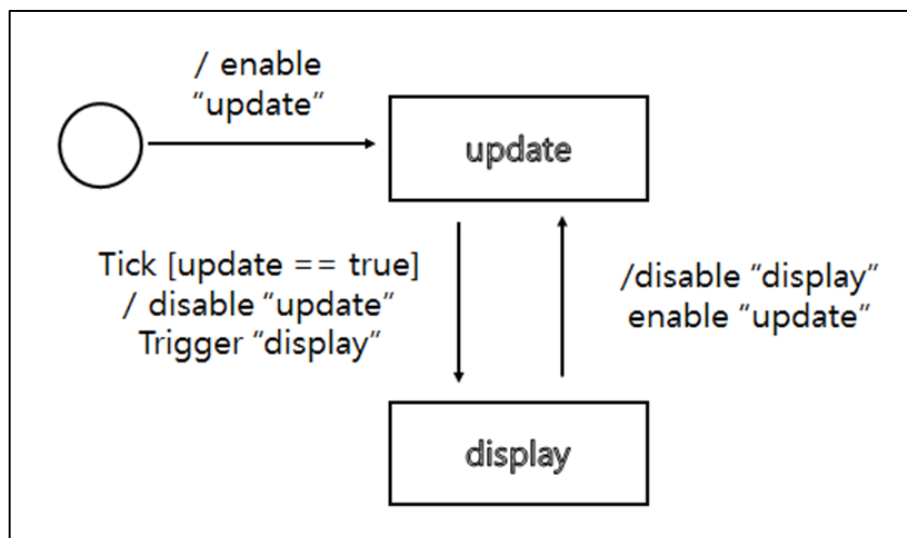 / enable
“update”
update
Tick [update == true]
/ disable “update”
Trigger “display”
/disable “display”
enable “update”
display